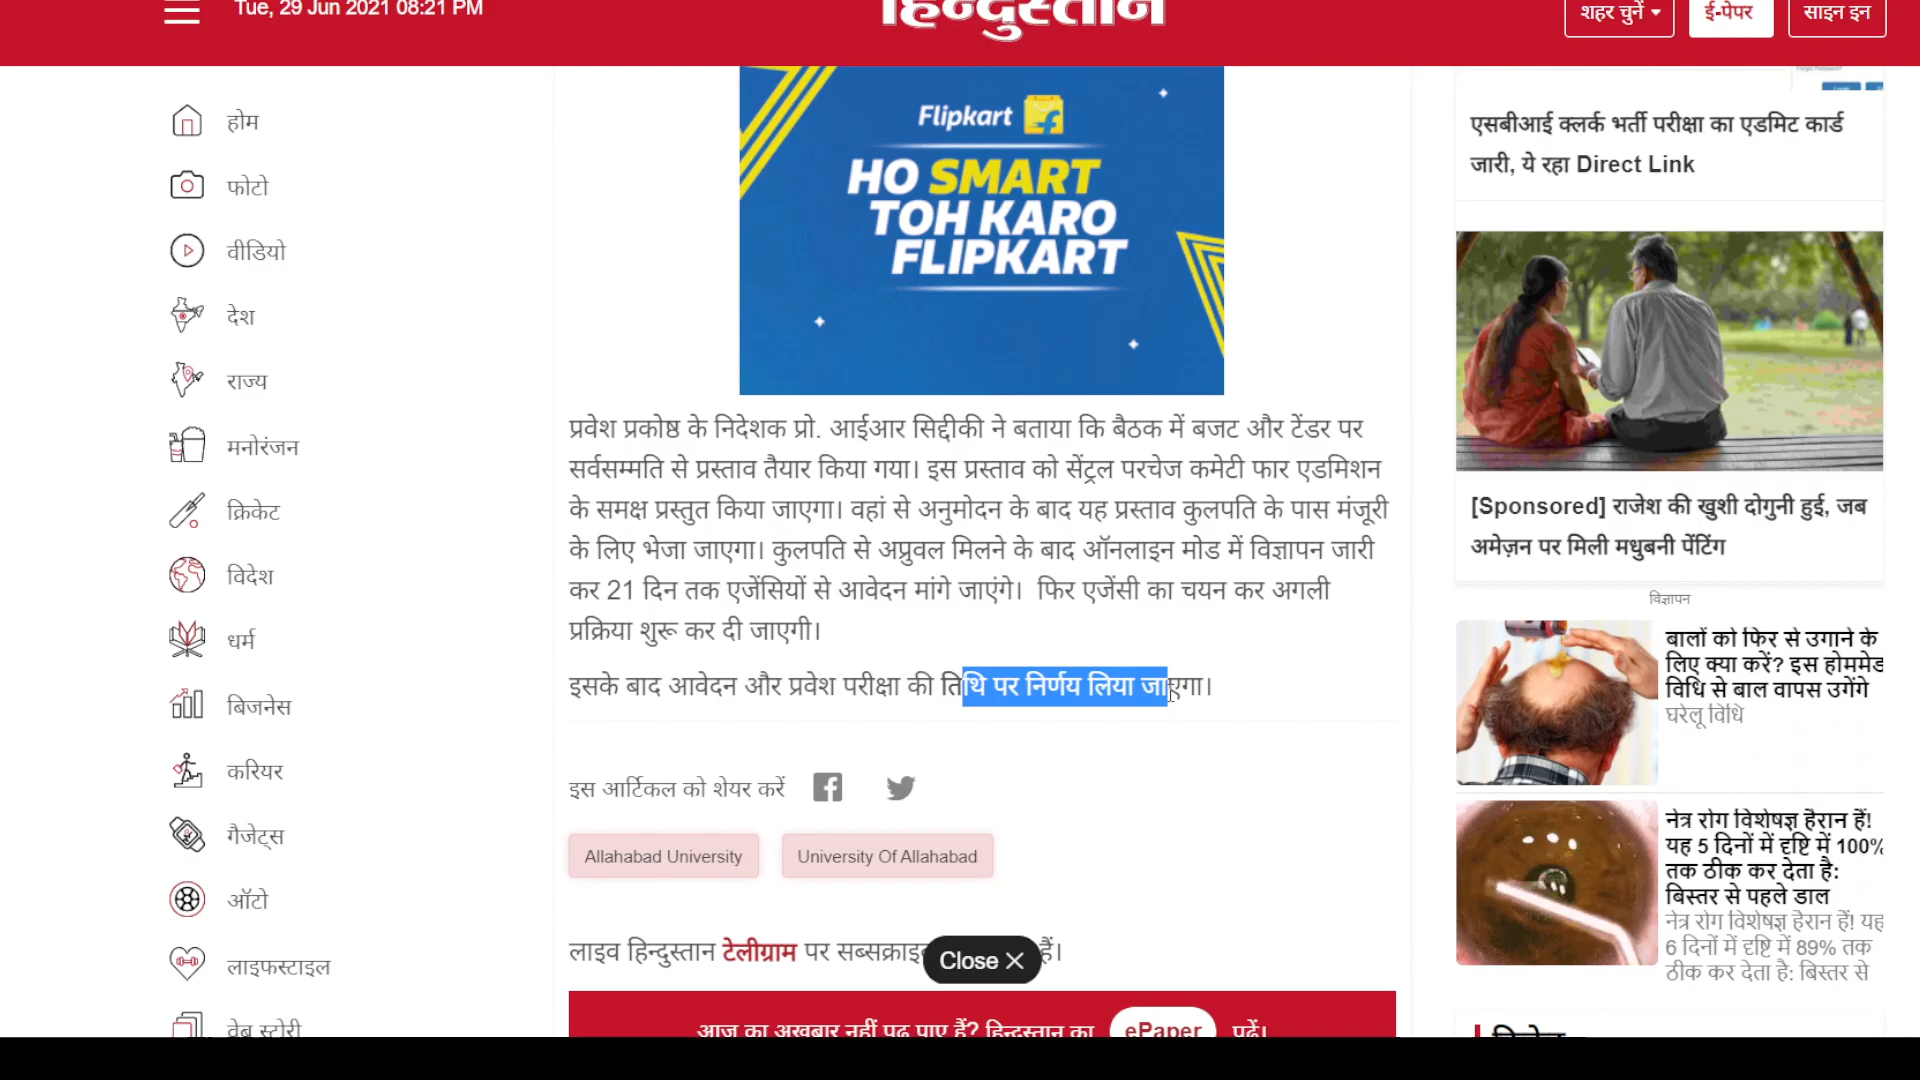 Tue, 29 Jun 2021 08:21 PM
हिन्दुस्तान
शहर चुनें
ई-पेपर
साइन इन
होम
फोटो
वीडियो
देश
राज्य
मनोरंजन
क्रिकेट
विदेश
धर्म
बिजनेस
करियर
गैजेट्स
ऑटो
लाइफस्टाइल
वेब स्टोरी
Flipkart
HO SMART
TOH KARO
FLIPKART
प्रवेश प्रकोष्ठ के निदेशक प्रो. आईआर सिद्दीकी ने बताया कि बैठक में बजट और टेंडर पर
सर्वसम्मति से प्रस्ताव तैयार किया गया। इस प्रस्ताव को सेंट्रल परचेज कमेटी फार एडमिशन
के समक्ष प्रस्तुत किया जाएगा। वहां से अनुमोदन के बाद यह प्रस्ताव कुलपति के पास मंजूरी
के लिए भेजा जाएगा। कुलपति से अप्रुवल मिलने के बाद ऑनलाइन मोड में विज्ञापन जारी
कर 21 दिन तक एजेंसियों से आवेदन मांगे जाएंगे। फिर एजेंसी का चयन कर अगली
प्रक्रिया शुरू कर दी जाएगी।
इसके बाद आवेदन और प्रवेश परीक्षा की तिथि पर निर्णय लिया जाएगा।
इस आर्टिकल को शेयर करें
Allahabad University
University Of Allahabad
लाइव हिन्दुस्तान टेलीग्राम पर सब्सक्राइ
हैं।
Close
आज का अखबार नहीं पढ़ पाए हैं? हिन्दुस्तान का ePaper पढ़ें।
एसबीआई क्लर्क भर्ती परीक्षा का एडमिट कार्ड
जारी, ये रहा Direct Link
[Sponsored] राजेश की खुशी दोगुनी हुई, जब
अमेज़न पर मिली मधुबनी पेंटिंग
विज्ञापन
बालों को फिर से उगाने के
लिए क्या करें? इस होममेड
विधि से बाल वापस उगेंगे
घरेलू विधि
नेत्र रोग विशेषज्ञ हैरान हैं!
यह 5 दिनों में दृष्टि में 100%
तक ठीक कर देता है:
बिस्तर से पहले डाल
नेत्र रोग विशेषज्ञ हैरान हैं! यह
6 दिनों में दृष्टि में 89% तक
ठीक कर देता है: बिस्तर से